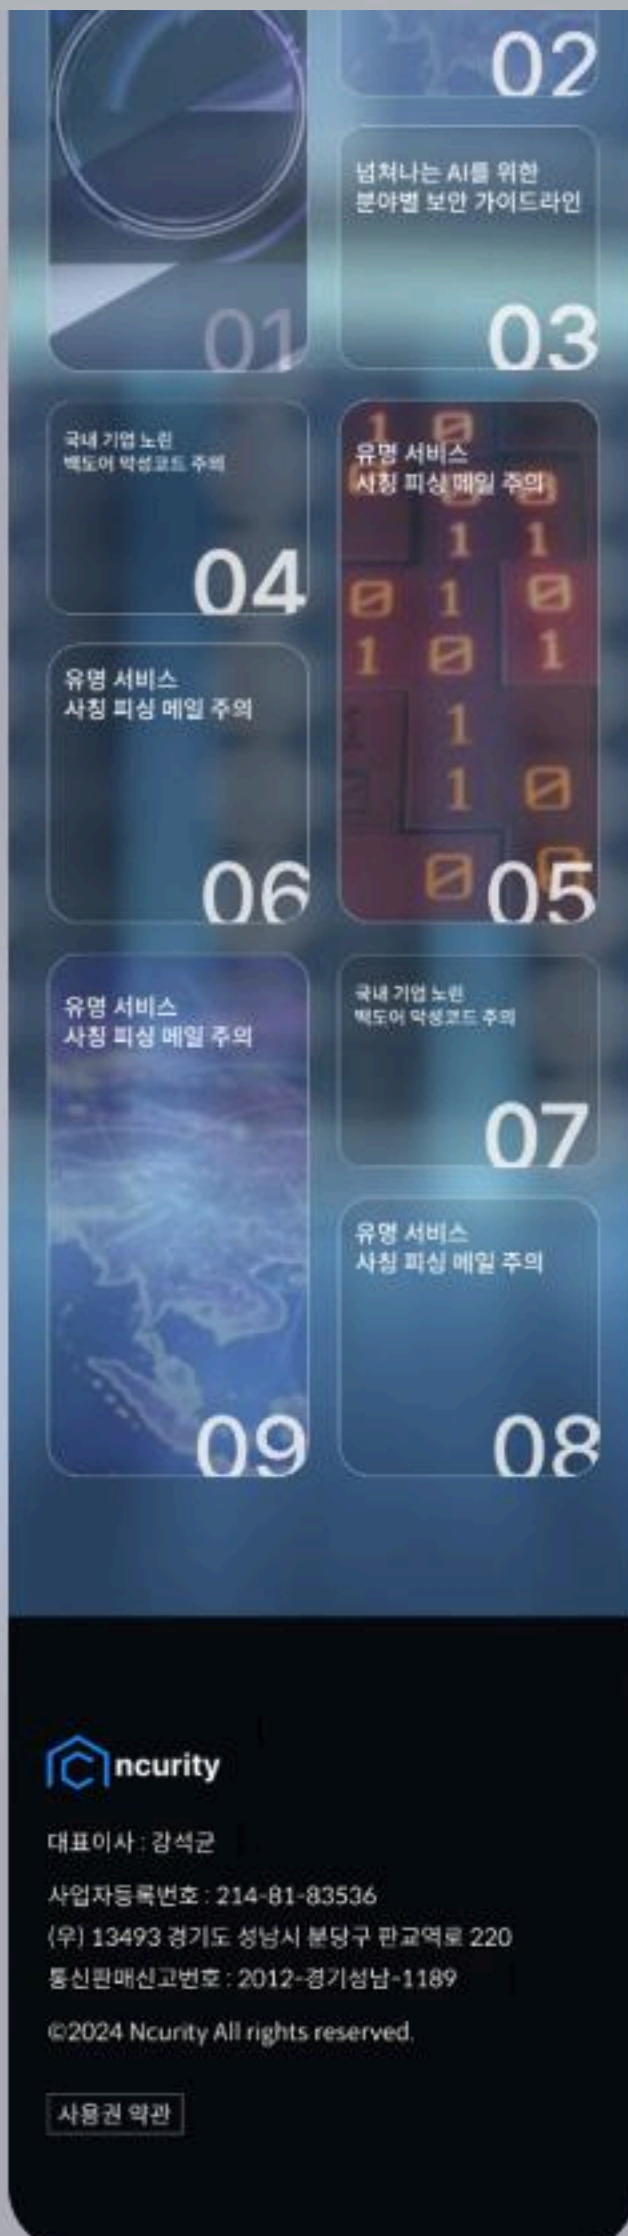 02
넘쳐나는 AI를 위한
분야별 보안 가이드라인
01
03
국내 기업 노린
백도어 악성코드 주의
04
유명 서비스
사칭 피싱 메일 주의
05
유명 서비스
사칭 피싱 메일 주의
06
유명 서비스
사칭 피싱 메일 주의
09
국내 기업 노린
백도어 악성코드 주의
07
유명 서비스
사칭 피싱 메일 주의
08
ncurity
대표이사 : 강석균
사업자등록번호 : 214-81-83536
(우) 13493 경기도 성남시 분당구 판교역로 220
통신판매신고번호 : 2012-경기성남-1189
©2024 Ncurity All rights reserved.
사용권 약관